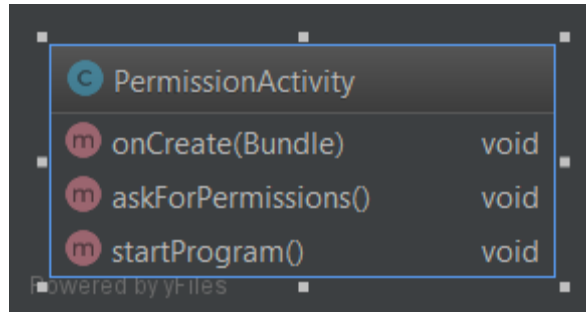 C PermissionActivity
m onCreate(Bundle) void
m askForPermissions() void
m startProgram() void
Powered by yFiles